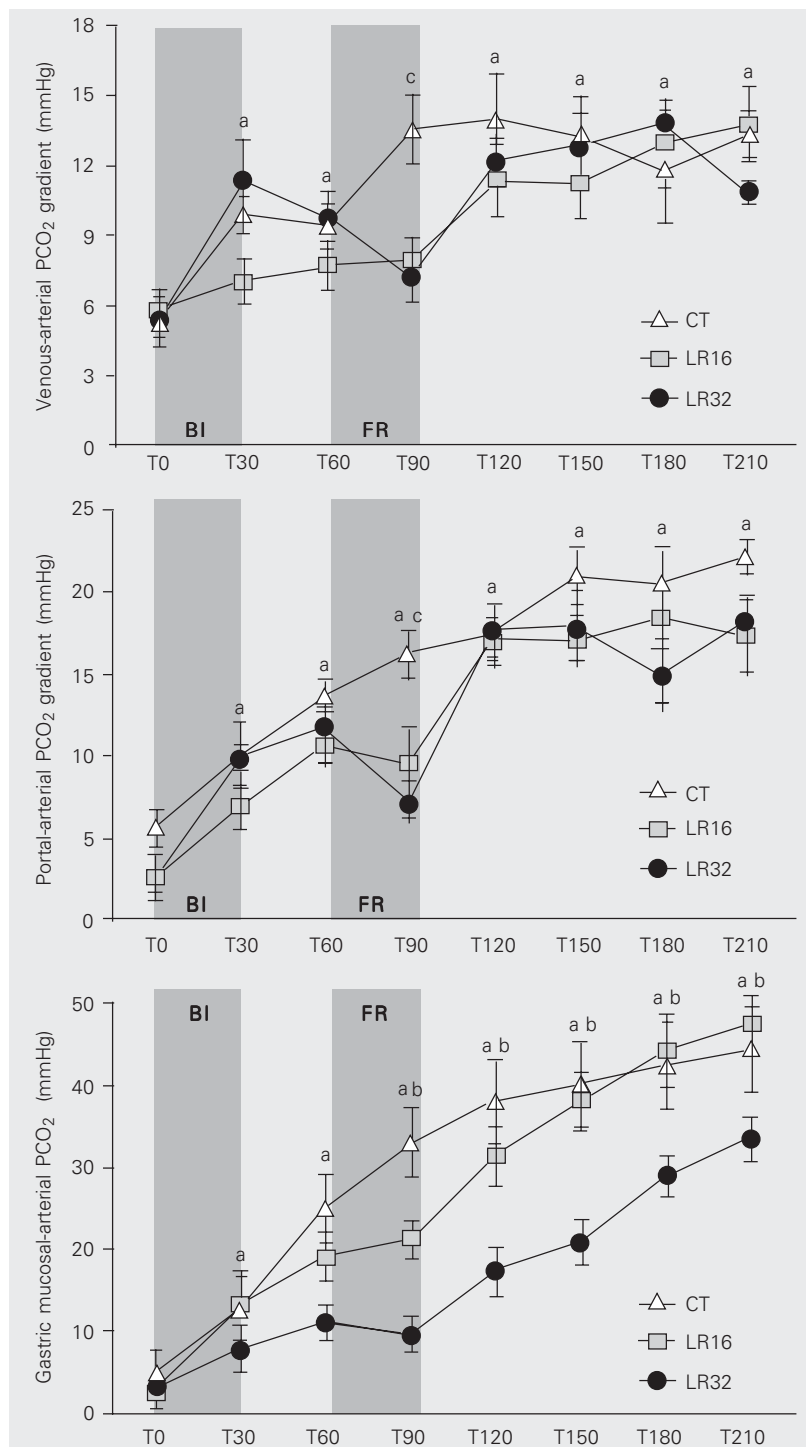 18
15
12
9
6
3
0
Venous-arterial PCO2 gradient (mmHg)
a
a
c
a
a
a
a
CT
LR16
LR32
BI
FR
T0 T30 T60 T90 T120 T150 T180 T210
25
20
15
10
5
0
Portal-arterial PCO2 gradient (mmHg)
a
a
a c
a
a
a
a
CT
LR16
LR32
BI
FR
T0 T30 T60 T90 T120 T150 T180 T210
50
40
30
20
10
0
Gastric mucosal-arterial PCO2 (mmHg)
BI
FR
a
a
a b
a b
a b
a b
a b
CT
LR16
LR32
T0 T30 T60 T90 T120 T150 T180 T210